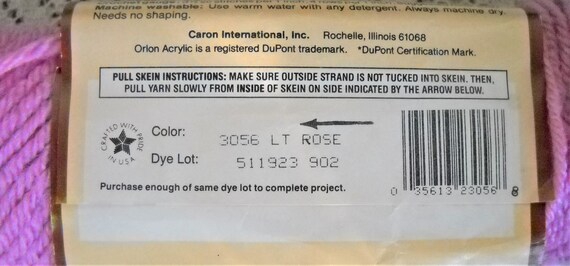 Machine washable: Use warm water with any detergent. Always machine dry.
Needs no shaping.
Caron International, Inc. Rochelle, Illinois 61068
Orlon Acrylic is a registered DuPont trademark. *DuPont Certification Mark.
PULL SKEIN INSTRUCTIONS: MAKE SURE OUTSIDE STRAND IS NOT TUCKED INTO SKEIN. THEN,
PULL YARN SLOWLY FROM INSIDE OF SKEIN ON SIDE INDICATED BY THE ARROW BELOW.
CRAFTED WITH PRIDE
IN USA
Color: 3056 LT ROSE
Dye Lot: 511923 902
Purchase enough of same dye lot to complete project.
0 35613 23056 8